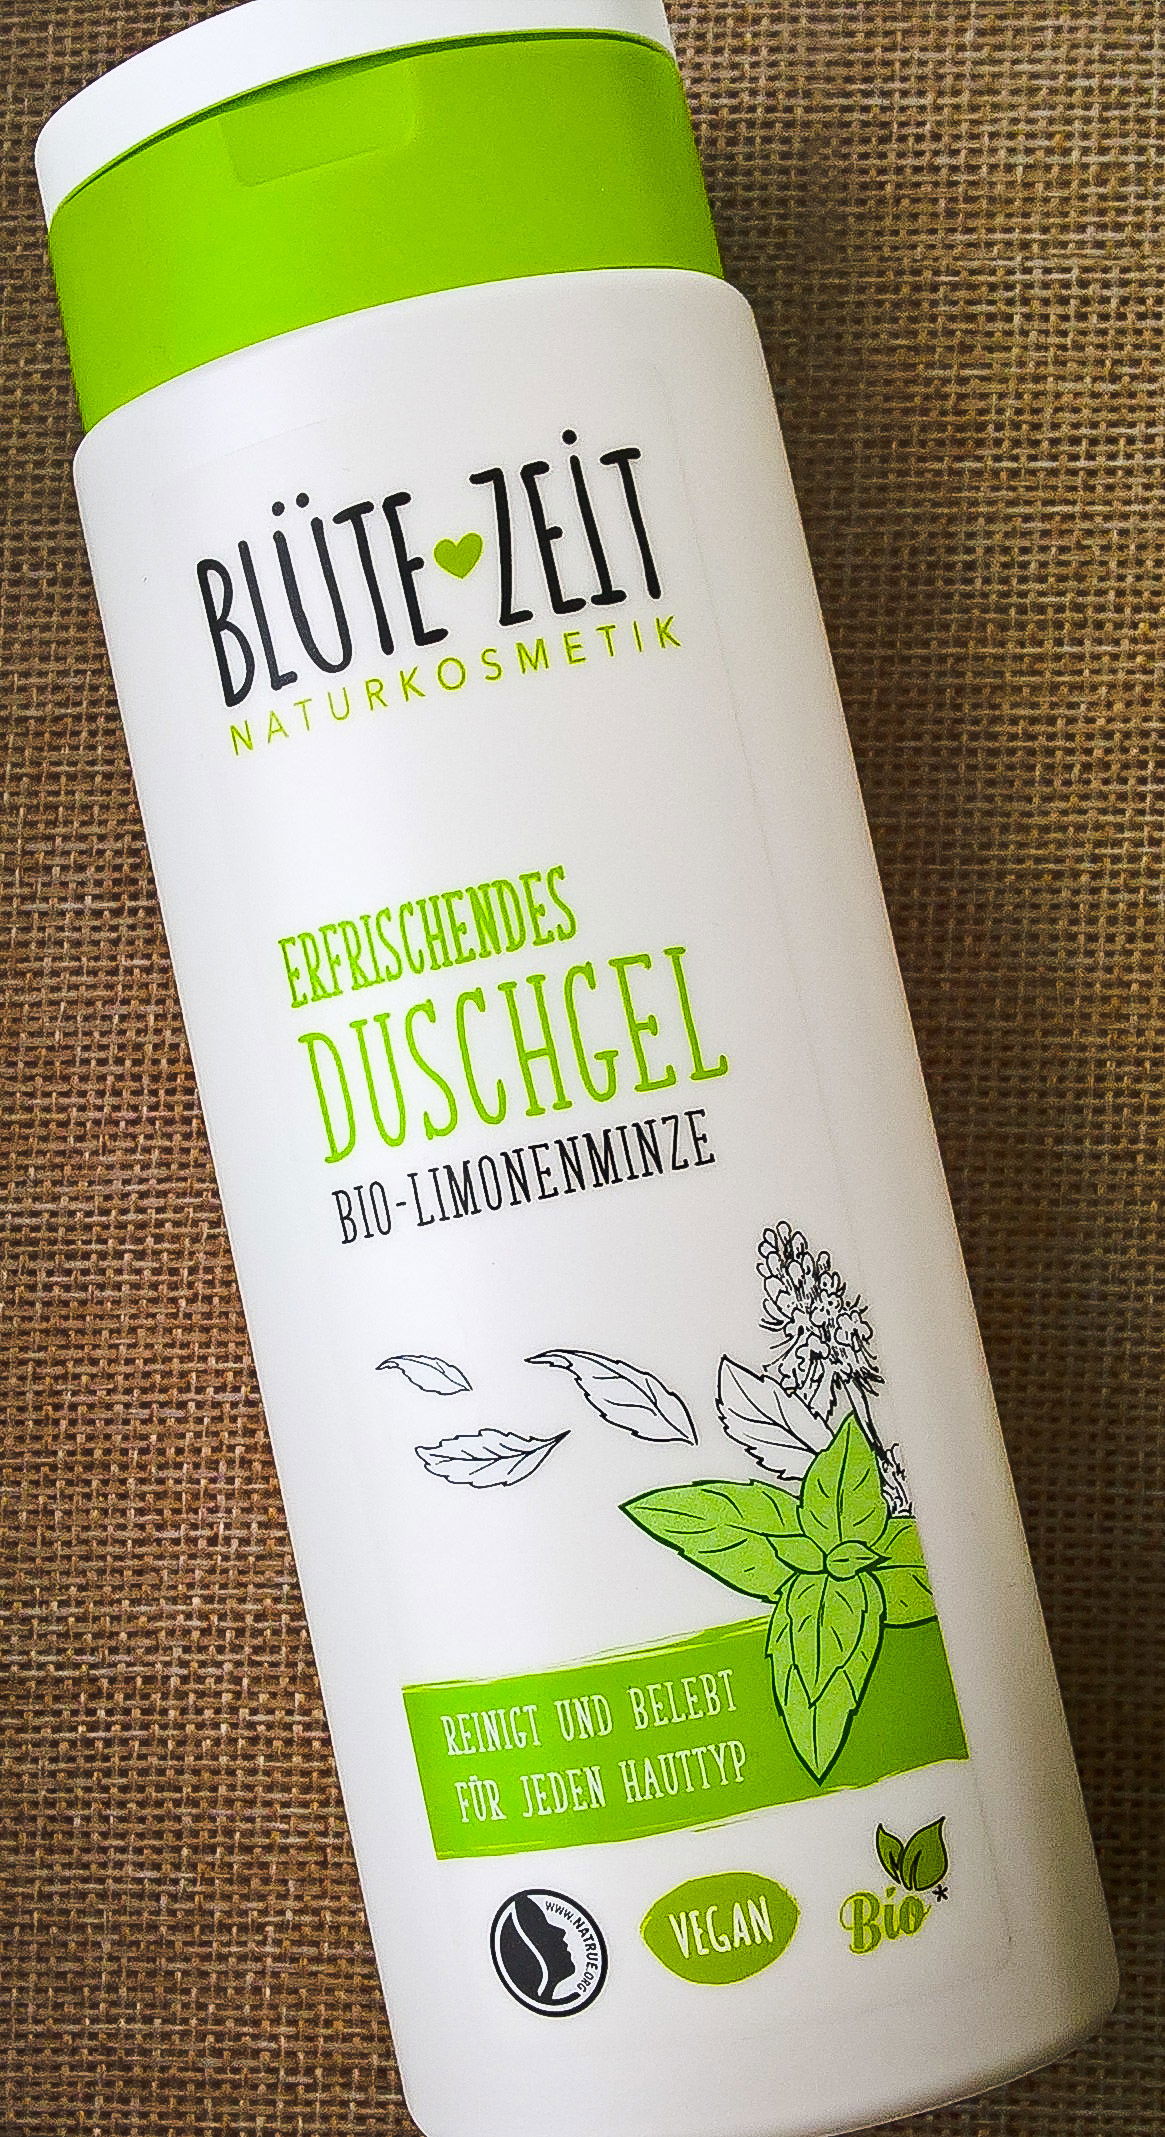 BLÜTE ZEIT
NATURKOSMETIK
ERFRISCHENDES
DUSCHGEL
BIO-LIMONENMINZE
REINIGT UND BELEBT
FÜR JEDEN HAUTTYP
WWW.NATRUE.ORG
VEGAN
Bio*